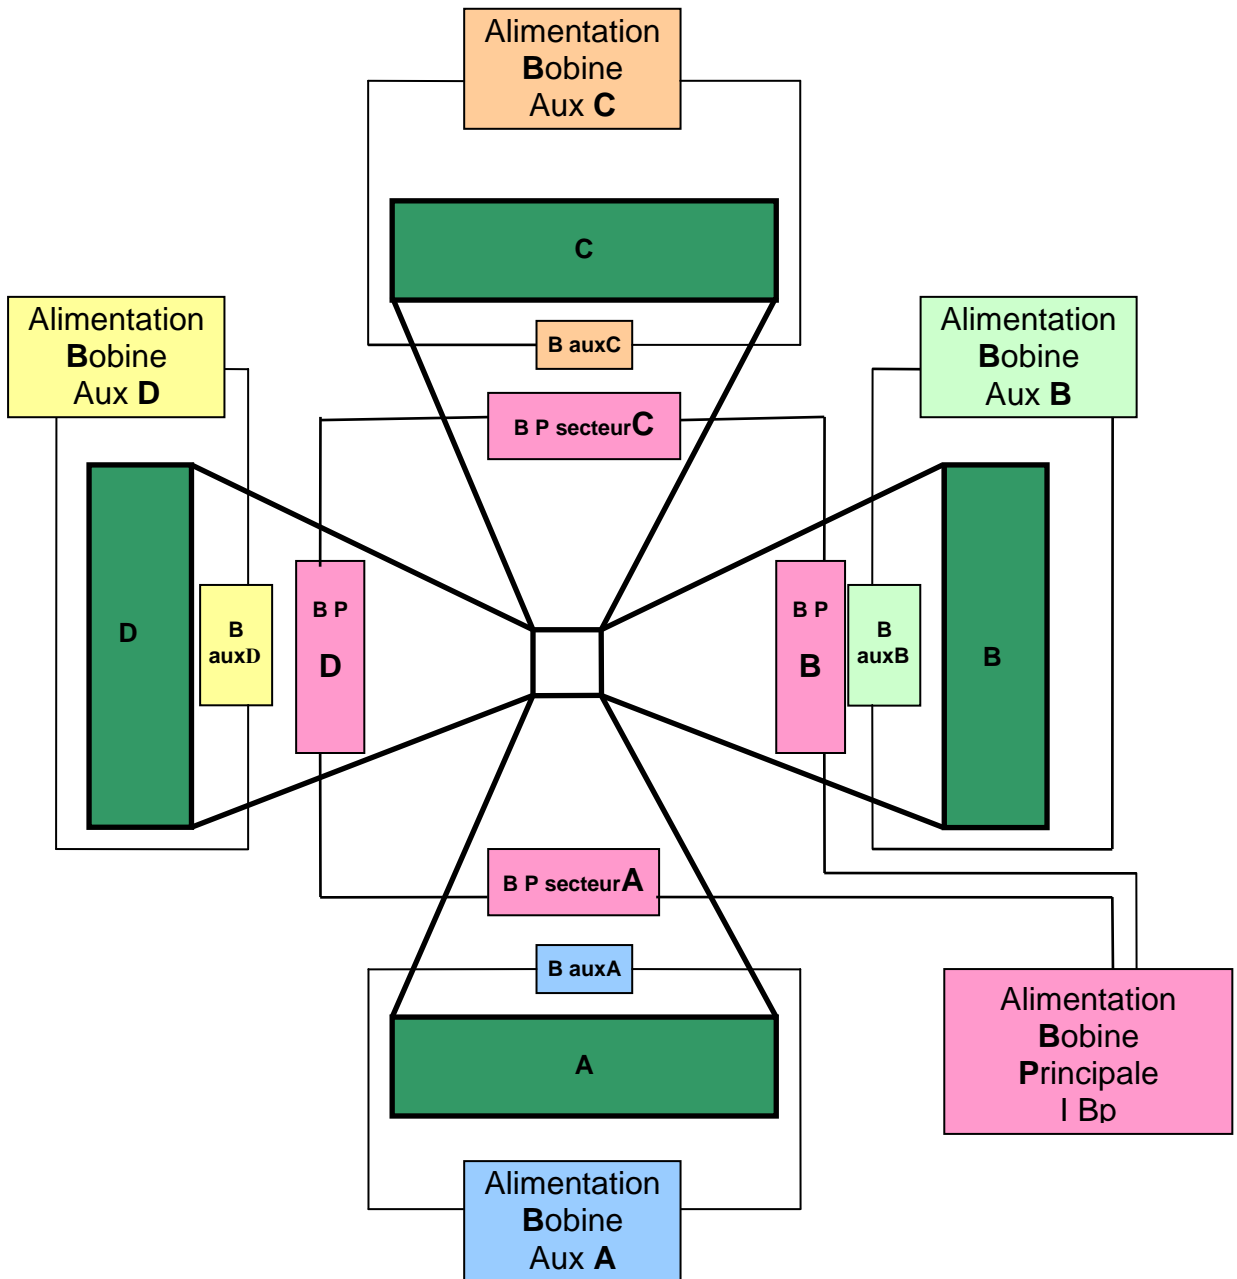 Alimentation
Bobine
Aux C
C
B auxC
B P secteurC
Alimentation
Bobine
Aux D
Alimentation
Bobine
Aux B
D
B
auxD
B P
D
B P
B
B
auxB
B
B P secteurA
B auxA
A
Alimentation
Bobine
Principale
I Bp
Alimentation
Bobine
Aux A